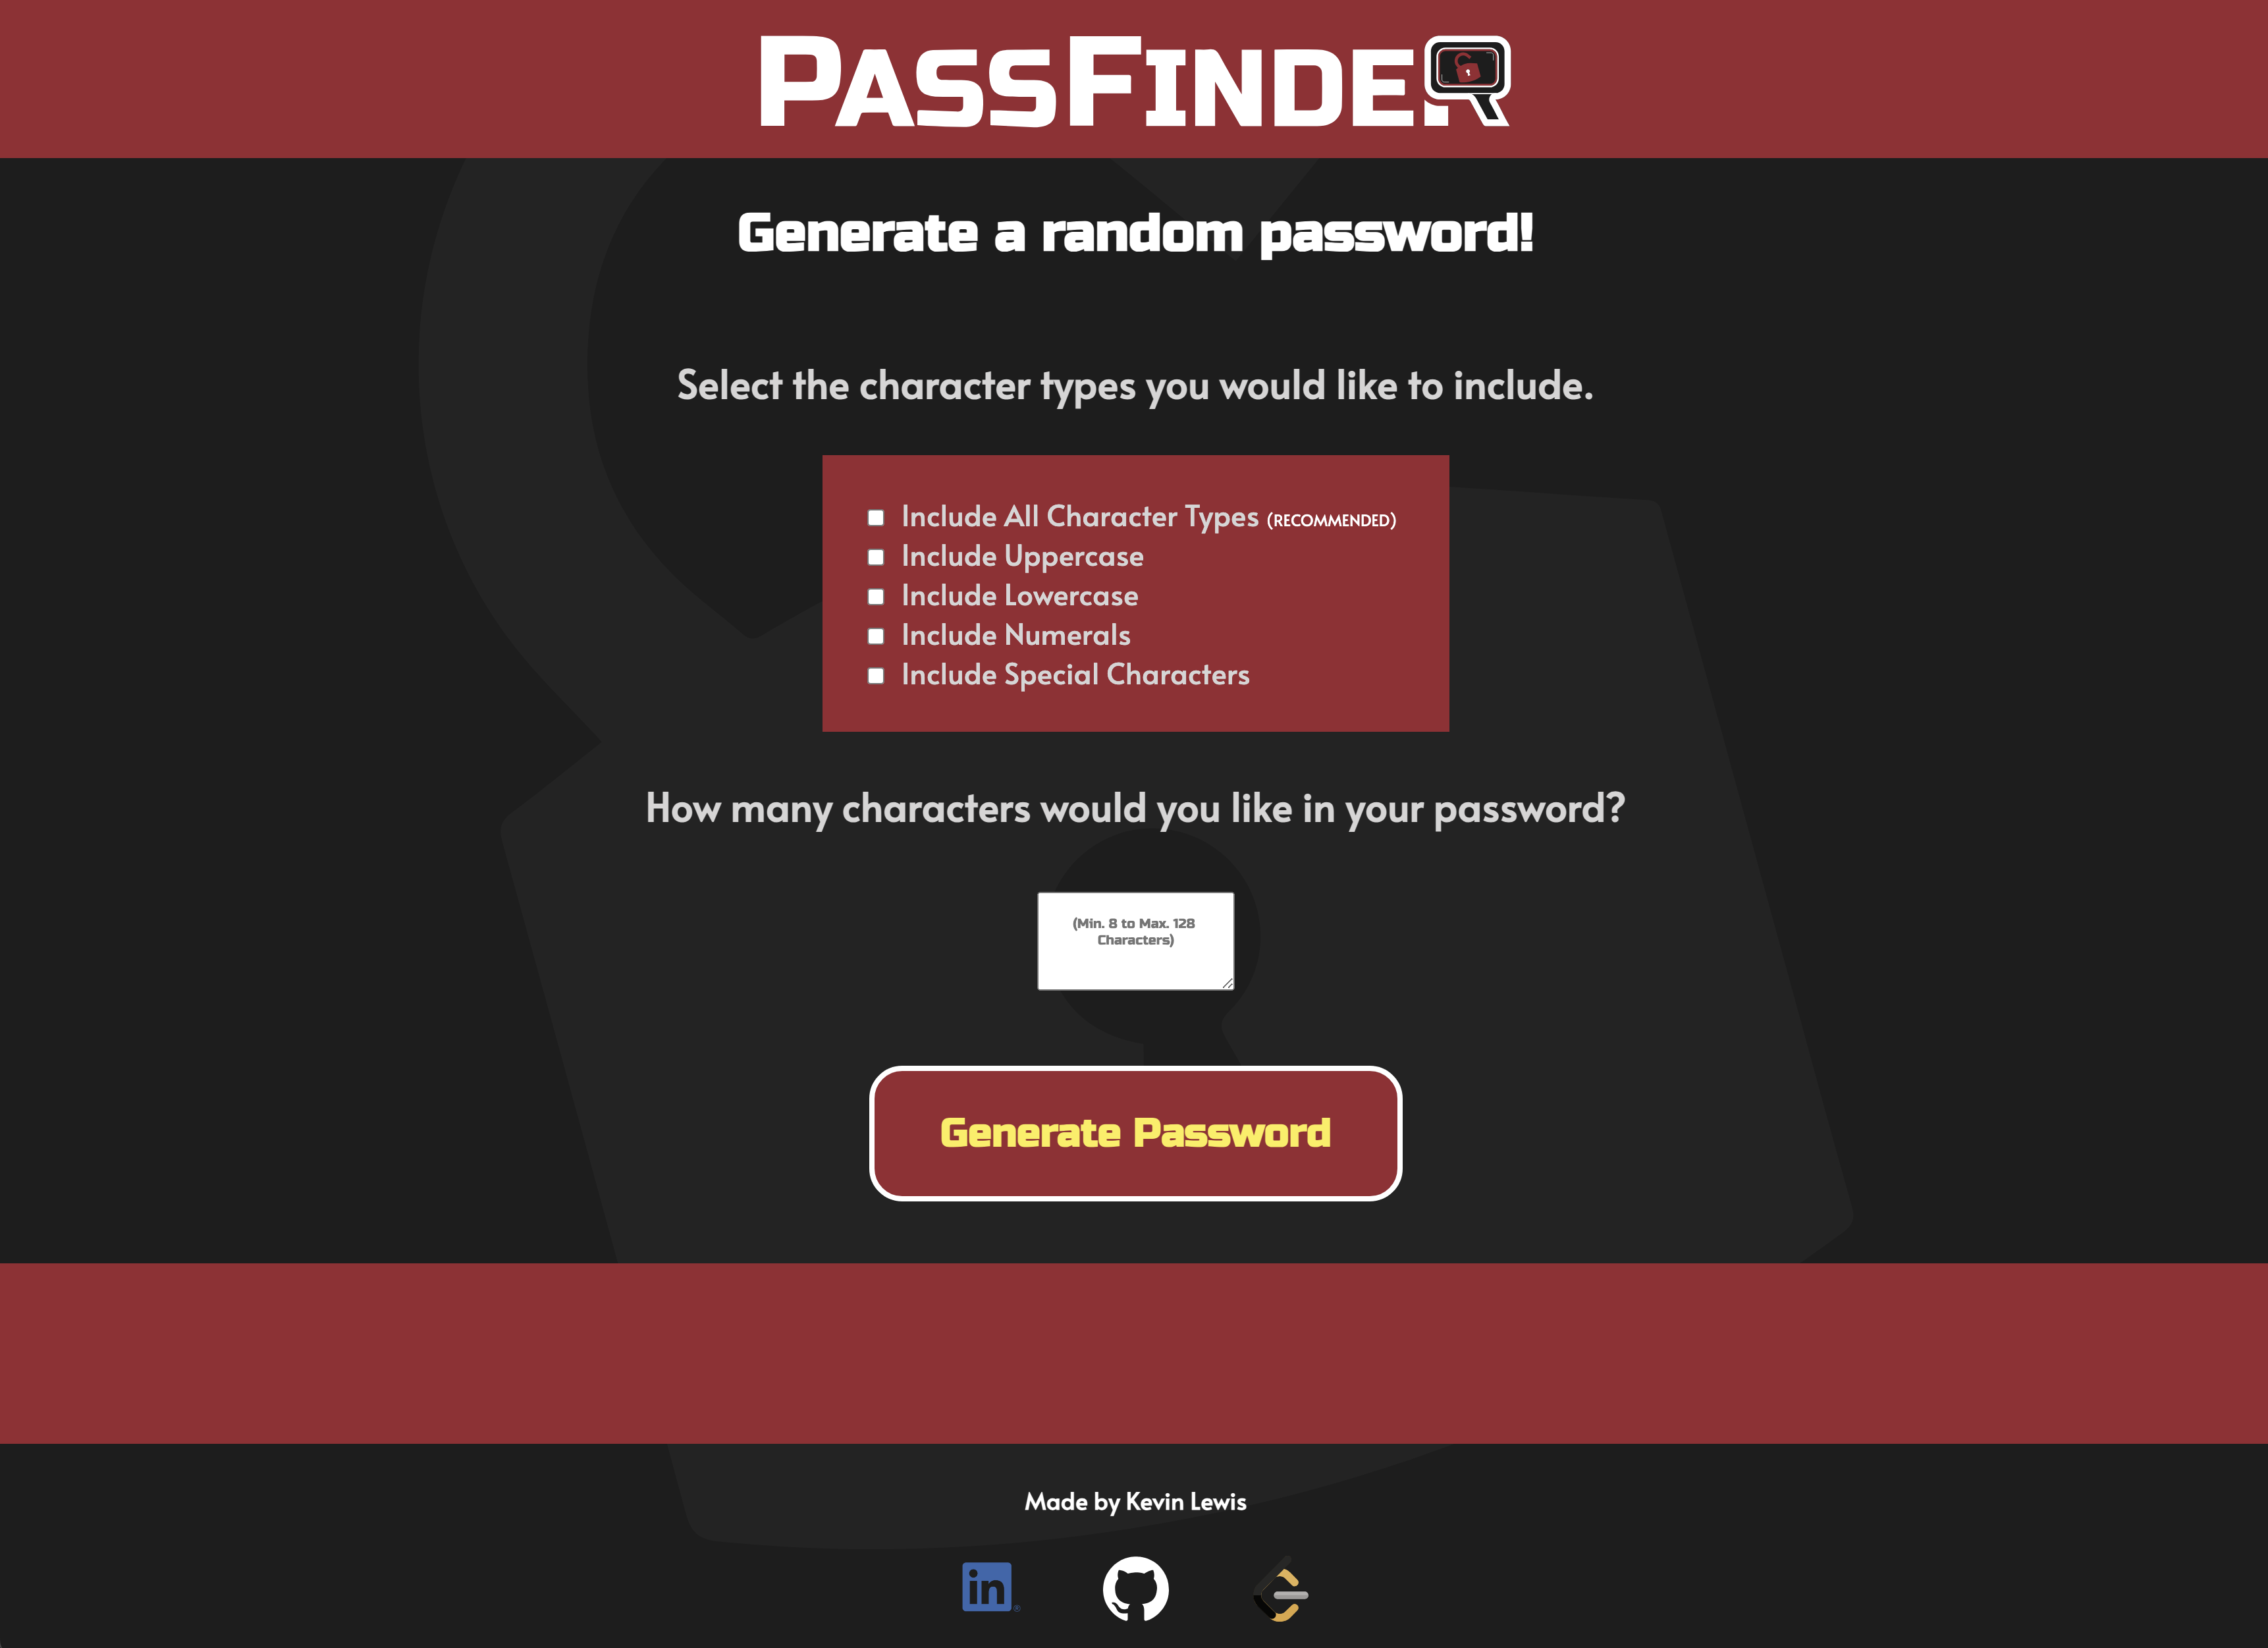 PASSFINDER
Generate a random password!
Select the character types you would like to include.
Include All Character Types (RECOMMENDED)
Include Uppercase
Include Lowercase
Include Numerals
Include Special Characters
How many characters would you like in your password?
(Min. 8 to Max. 128
Characters)
Generate Password
Made by Kevin Lewis
in